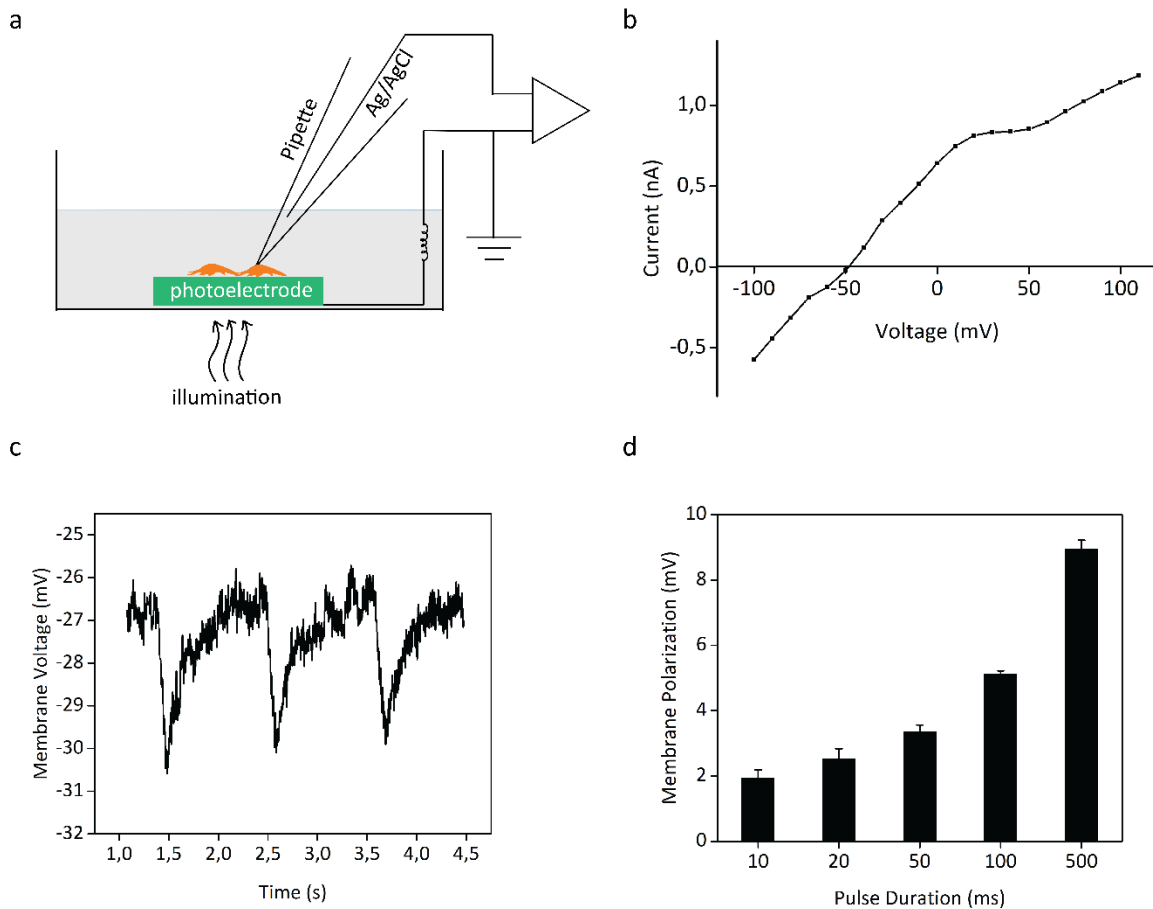 a
Pipette
Ag/AgCl
photoelectrode
illumination
b
1,0
0,5
0,0
-0,5
-100
-50
0
50
100
Current (nA)
Voltage (mV)
c
-25
-26
-27
-28
-29
-30
-31
-32
1,0
1,5
2,0
2,5
3,0
3,5
4,0
4,5
Membrane Voltage (mV)
Time (s)
d
10
8
6
4
2
0
10
20
50
100
500
Membrane Polarization (mV)
Pulse Duration (ms)